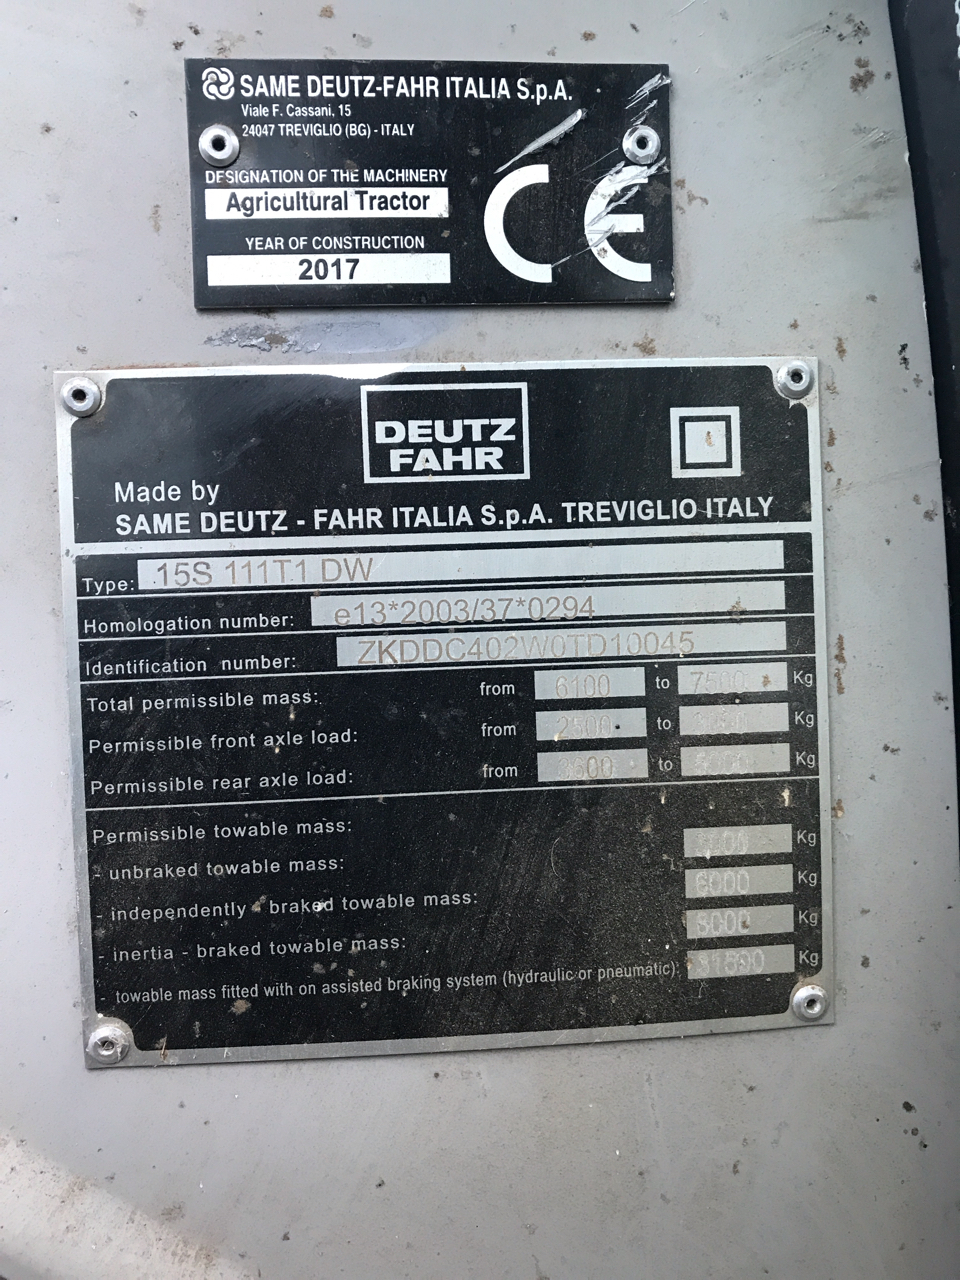 SAME DEUTZ-FAHR ITALIA S.p.A.
Viale F. Cassani, 15
24047 TREVIGLIO (BG) - ITALY
DESIGNATION OF THE MACHINERY
Agricultural Tractor
YEAR OF CONSTRUCTION
2017
CE
DEUTZ
FAHR
Made by
SAME DEUTZ - FAHR ITALIA S.p.A. TREVIGLIO ITALY
Type: 15S 111T1 DW
Homologation number: e13*2003/37*0294
Identification number: ZKDDC402W0TD10045
Total permissible mass: from 6100 to 7500 Kg
Permissible front axle load: from 2500 to Kg
Permissible rear axle load: from 3600 to Kg
Permissible towable mass:
- unbraked towable mass: Kg
- independently - braked towable mass: 6000 Kg
- inertia - braked towable mass: 8000 Kg
- towable mass fitted with on assisted braking system (hydraulic or pneumatic): Kg